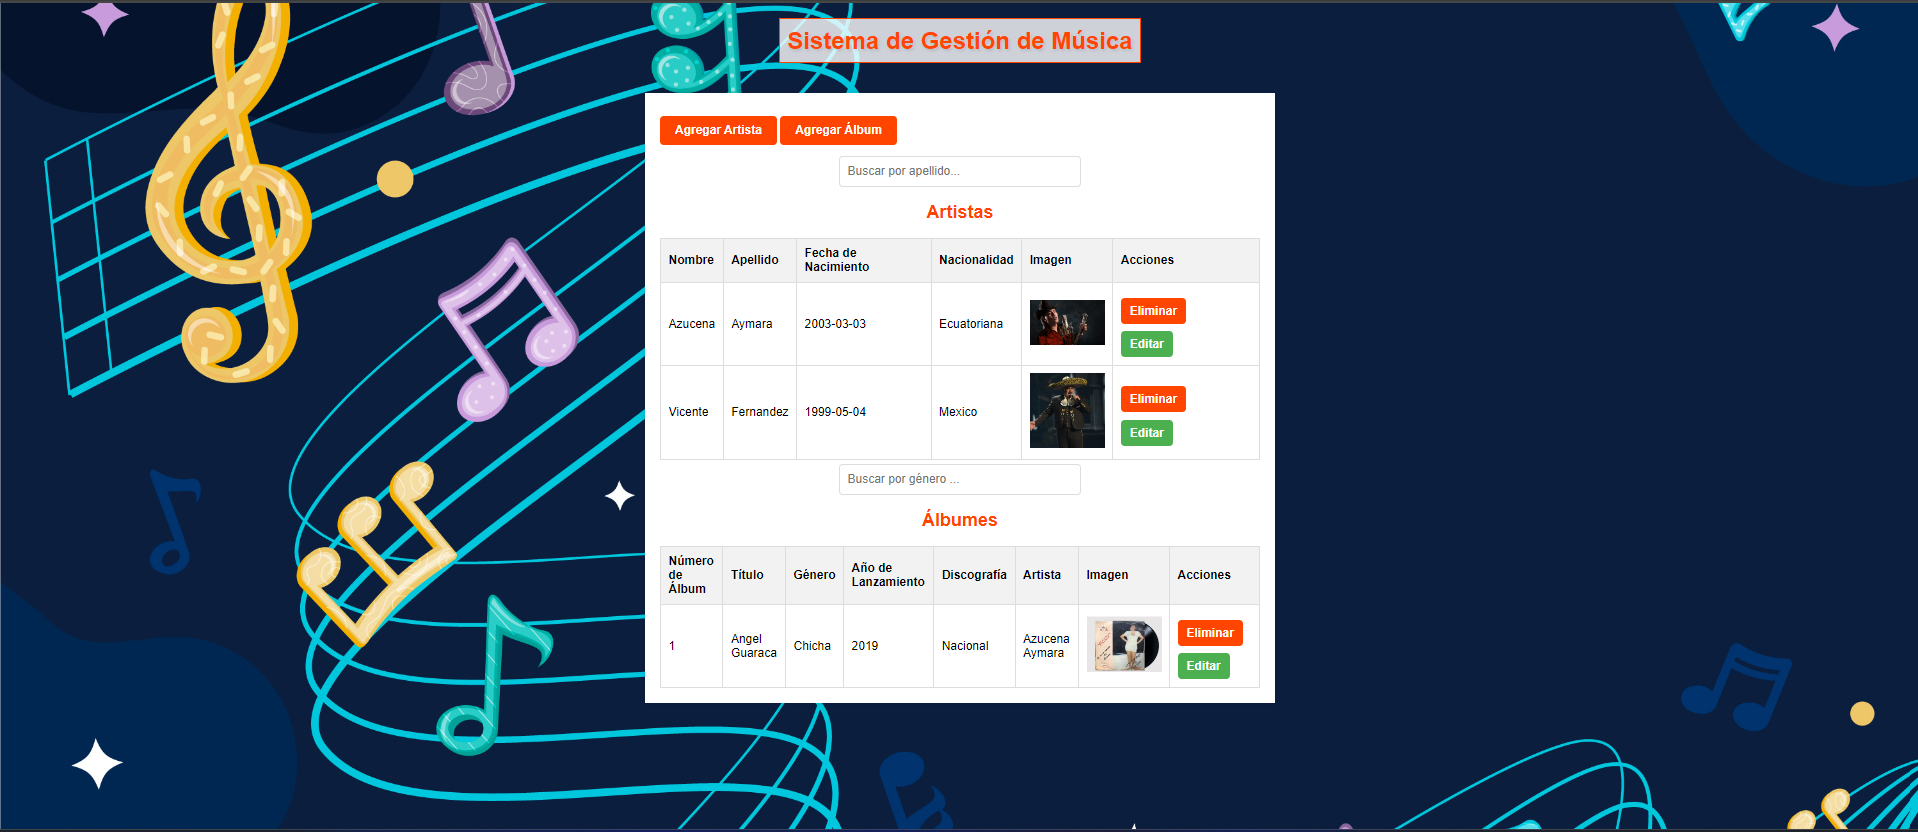 Sistema de Gestión de Música
Agregar Artista Agregar Álbum
Buscar por apellido...
Artistas
Nombre Apellido Fecha de Nacimiento Nacionalidad Imagen Acciones
Azucena Aymara 2003-03-03 Ecuatoriana Eliminar
Editar
Vicente Fernandez 1999-05-04 Mexico Eliminar
Editar
Buscar por género ...
Álbumes
Número de Álbum Título Género Año de Lanzamiento Discografía Artista Imagen Acciones
1 Angel Guaraca Chicha 2019 Nacional Azucena Aymara Eliminar
Editar